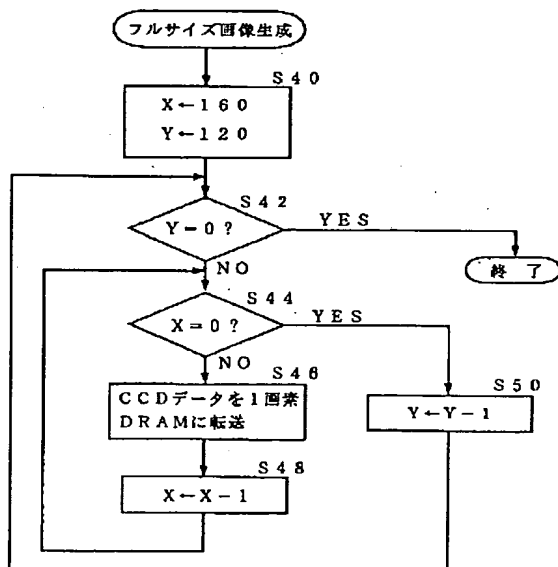 フルサイズ画像生成
S40
X←160
Y←120
S42
Y=0?
YES
終了
NO
S44
X=0?
YES
NO
S46
CCDデータを1画素
DRAMに転送
S50
Y←Y-1
S48
X←X-1